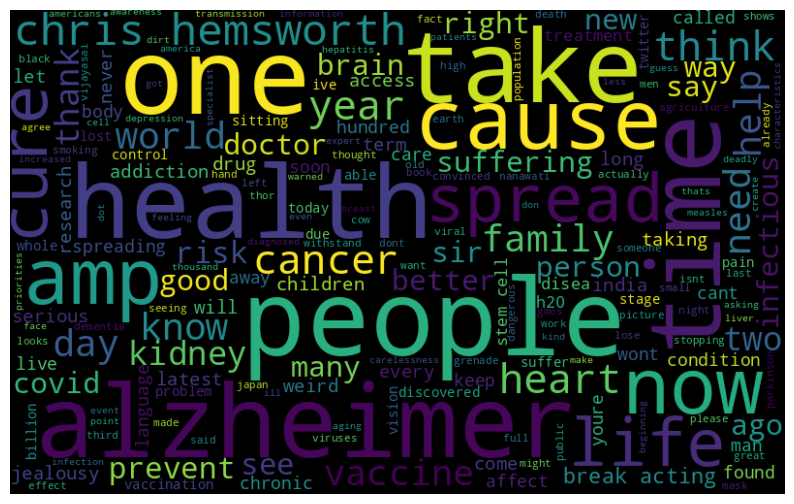 americans awareness transmission information death shows
chris hemsworth right new called think
dirt fact patients treatment twitter
black america hepatitis high population less guess
let thank never got ive brain access men way
vijayasai cell depression specialist year earth agriculture say
agree body lost sitting hundred already characteristics
one take cause
cure smoking world doctor term care suffering old long help deadly
increased control hand thought expert book actually
research addiction drug soon able convinced nanawati thats
health spread time need infectious
dot left thor breast cow don create
feeling even today viral someone measles
whole spreading risk due withstand dont sir family taking
priorities thousand diagnosed want isnt
amp good cancer children better person pain last
serious seeing away will stem cell disea india stage cant small asking
face dementia people dangerous h20 gmos picture night liver
looks know work kind stopping parkinson
day kidney many carelessness grenade suffer make lose wont two
live japan ill every heart condition now
covid latest weird keep discovered
problem language alzheimer vision youre public please
billion made aging life ago
event said viruses full beginning man great
point third might mask
jealousy prevent see vaccine come break acting found
effect infection vaccination chronic affect